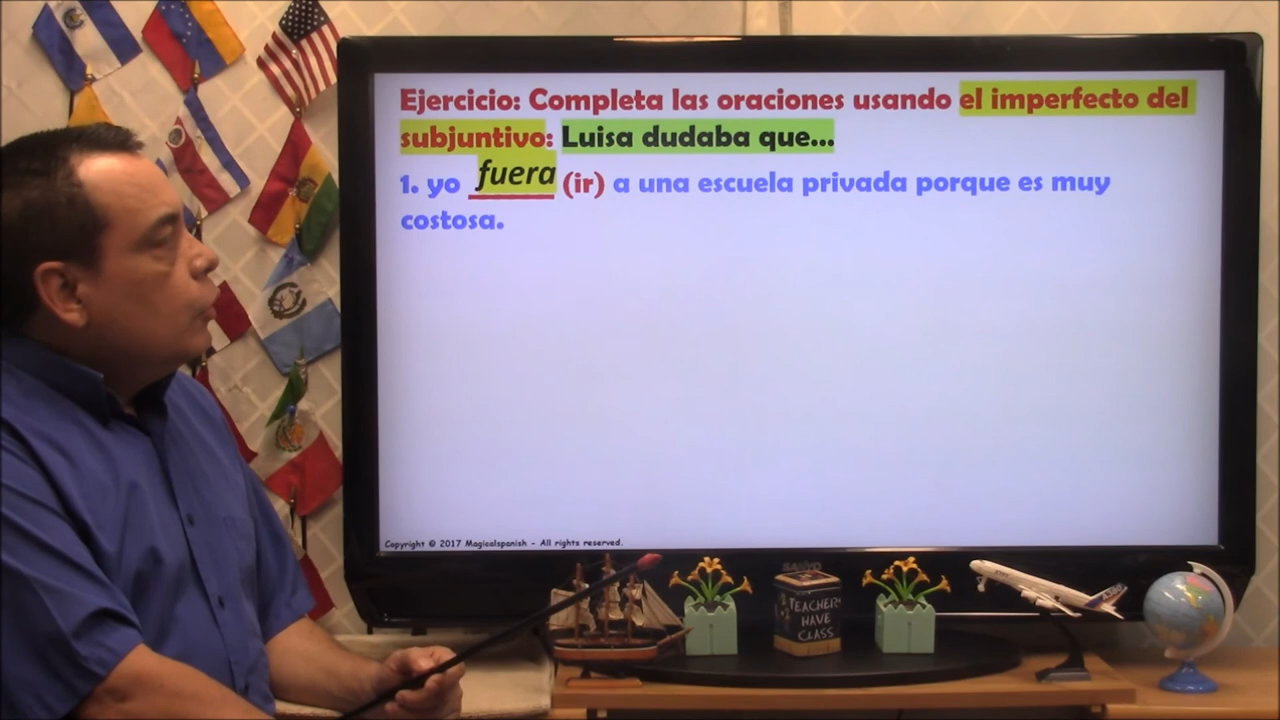 Ejercicio: Completa las oraciones usando el imperfecto del
subjuntivo: Luisa dudaba que...
1. yo fuera (ir) a una escuela privada porque es muy
costosa.
Copyright © 2017 Magicalspanish - All rights reserved.
SANYO
TEACHERS
HAVE
CLASS